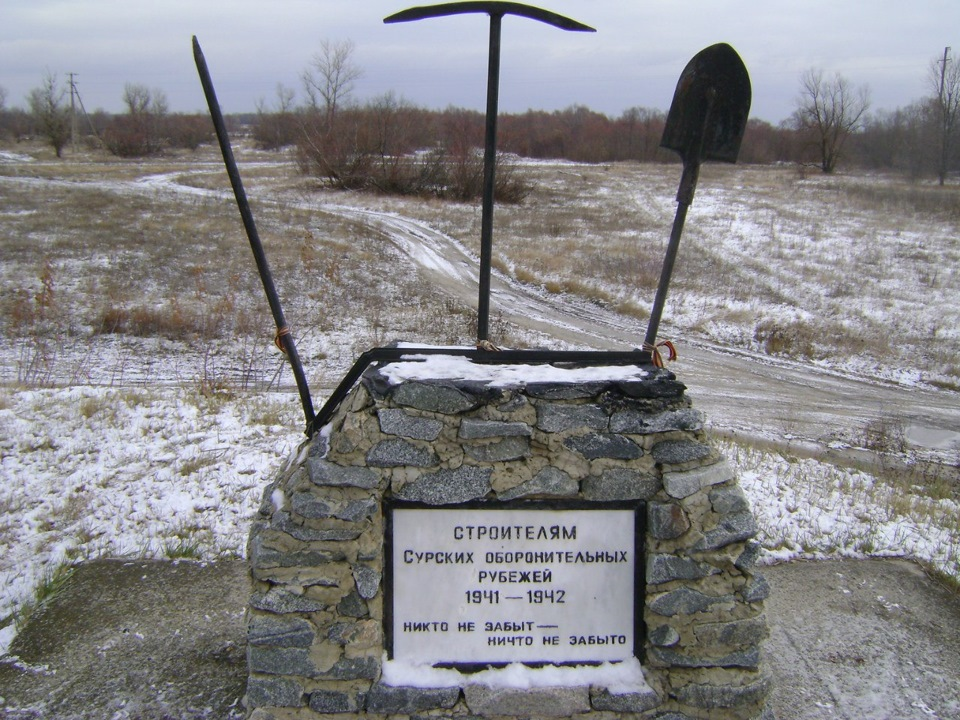 СТРОИТЕЛЯМ
СУРСКИХ ОБОРОНИТЕЛЬНЫХ
РУБЕЖЕЙ
1941 — 1942
НИКТО НЕ ЗАБЫТ —
НИЧТО НЕ ЗАБЫТО